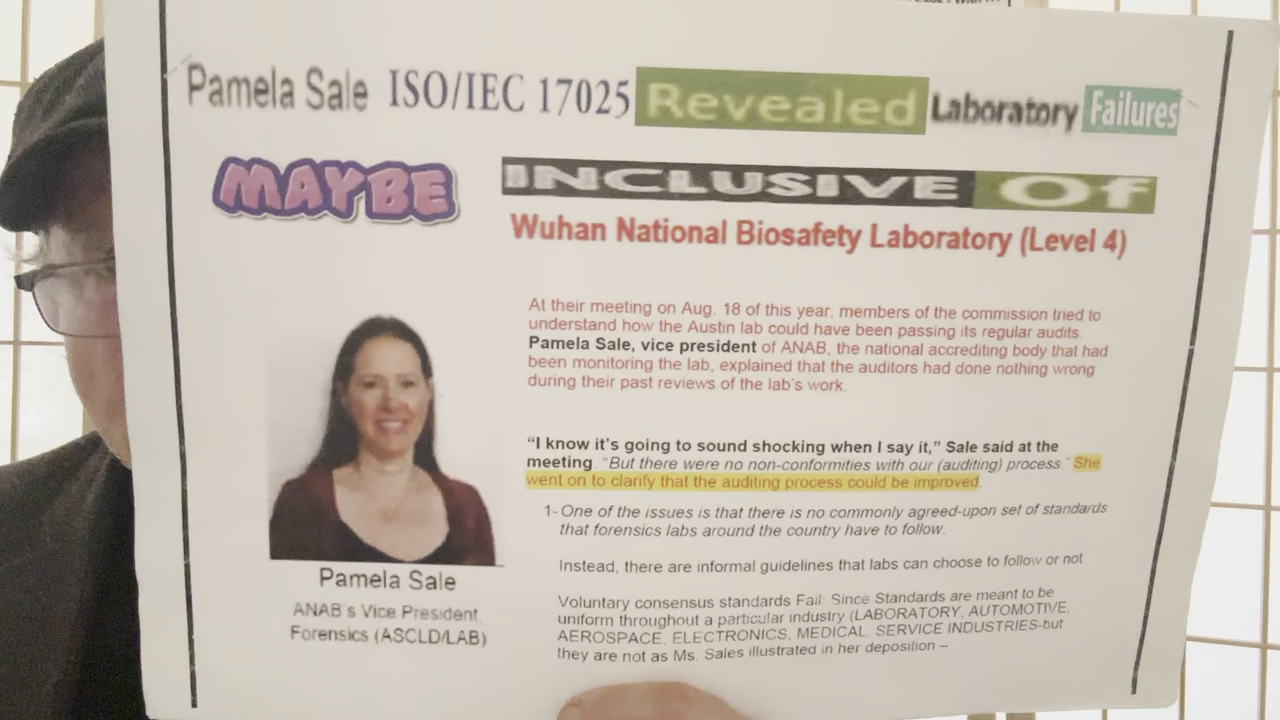 Pamela Sale ISO/IEC 17025 Revealed Laboratory Failures
MAYBE INCLUSIVE Of
Wuhan National Biosafety Laboratory (Level 4)
At their meeting on Aug. 18 of this year, members of the commission tried to
understand how the Austin lab could have been passing its regular audits.
Pamela Sale, vice president of ANAB, the national accrediting body that had
been monitoring the lab, explained that the auditors had done nothing wrong
during their past reviews of the lab's work.
“I know it's going to sound shocking when I say it,” Sale said at the
meeting. “But there were no non-conformities with our (auditing) process.” She
went on to clarify that the auditing process could be improved.
1- One of the issues is that there is no commonly agreed-upon set of standards
that forensics labs around the country have to follow.
Instead, there are informal guidelines that labs can choose to follow or not
Voluntary consensus standards Fail: Since Standards are meant to be
uniform throughout a particular industry (LABORATORY, AUTOMOTIVE,
AEROSPACE, ELECTRONICS, MEDICAL, SERVICE INDUSTRIES-but
they are not as Ms. Sales illustrated in her deposition –
Pamela Sale
ANAB's Vice President,
Forensics (ASCLD/LAB)